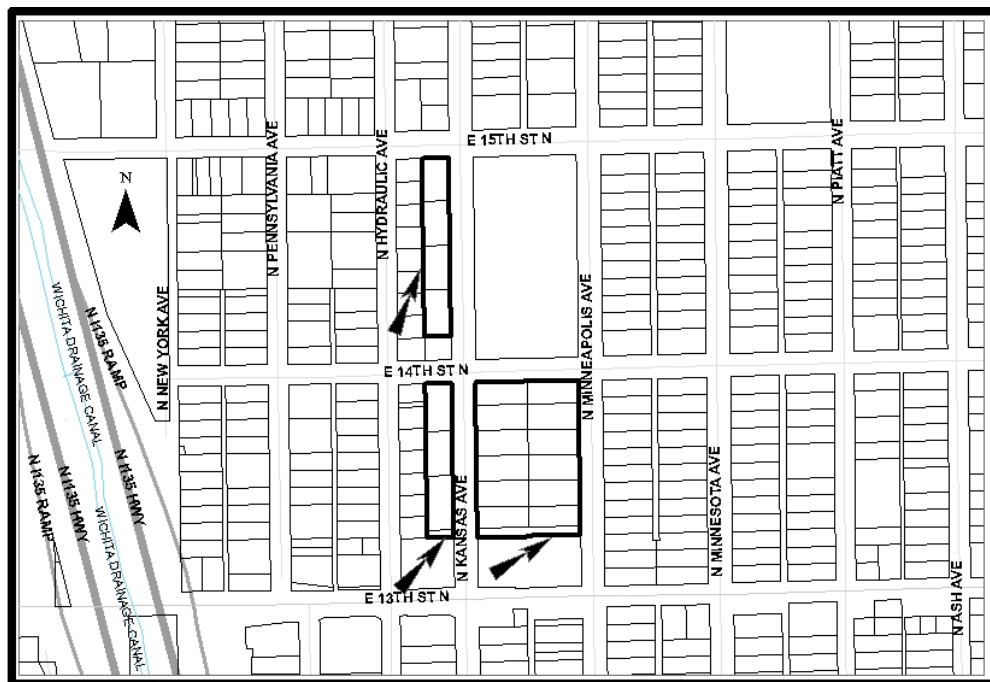 E 15TH ST N
N PENNSYLVANIA AVE
N HYDRAULIC AVE
N PIATT AVE
N
WICHITA DRAINAGE CANAL
N I135 RAMP
N NEW YORK AVE
N MINNEAPOLIS AVE
E 14TH ST N
N I135 RAMP
N I135 HWY
WICHITA DRAINAGE CANAL
N I135 HWY
N KANSAS AVE
N MINNESOTA AVE
E 13TH ST N
N ASH AVE